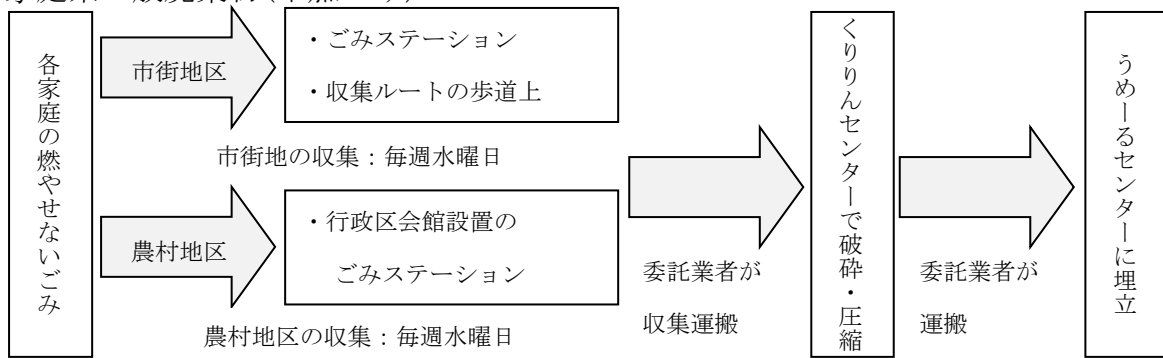 各家庭の燃やせないごみ
市街地区
・ごみステーション
・収集ルートの歩道上
市街地の収集：毎週水曜日
農村地区
・行政区会館設置の
ごみステーション
農村地区の収集：毎週水曜日
委託業者が
収集運搬
くりりんセンターで破砕・圧縮
委託業者が
運搬
うめーるセンターに埋立